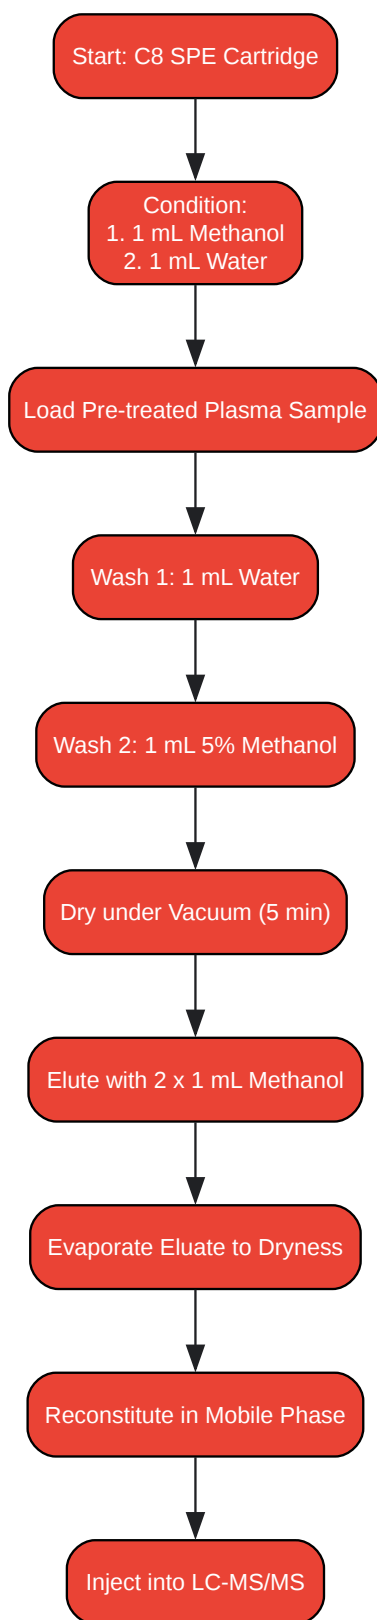 Start: C8 SPE Cartridge
Condition:
1. 1 mL Methanol
2. 1 mL Water
Load Pre-treated Plasma Sample
Wash 1: 1 mL Water
Wash 2: 1 mL 5% Methanol
Dry under Vacuum (5 min)
Elute with 2 x 1 mL Methanol
Evaporate Eluate to Dryness
Reconstitute in Mobile Phase
Inject into LC-MS/MS